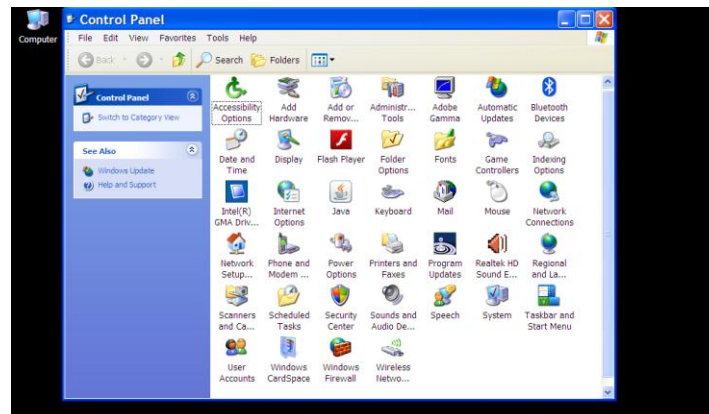 Computer
Control Panel
File Edit View Favorites Tools Help
Back Search Folders
Control Panel
Switch to Category View
See Also
Windows Update
Help and Support
Accessibility Options
Add Hardware
Add or Remov...
Administr... Tools
Adobe Gamma
Automatic Updates
Bluetooth Devices
Date and Time
Display
Flash Player
Folder Options
Fonts
Game Controllers
Indexing Options
Intel(R) GMA Driv...
Internet Options
Java
Keyboard
Mail
Mouse
Network Connections
Network Setup...
Phone and Modem ...
Power Options
Printers and Faxes
Program Updates
Realtek HD Sound E...
Regional and La...
Scanners and Ca...
Scheduled Tasks
Security Center
Sounds and Audio De...
Speech
System
Taskbar and Start Menu
User Accounts
Windows CardSpace
Windows Firewall
Wireless Netwo...